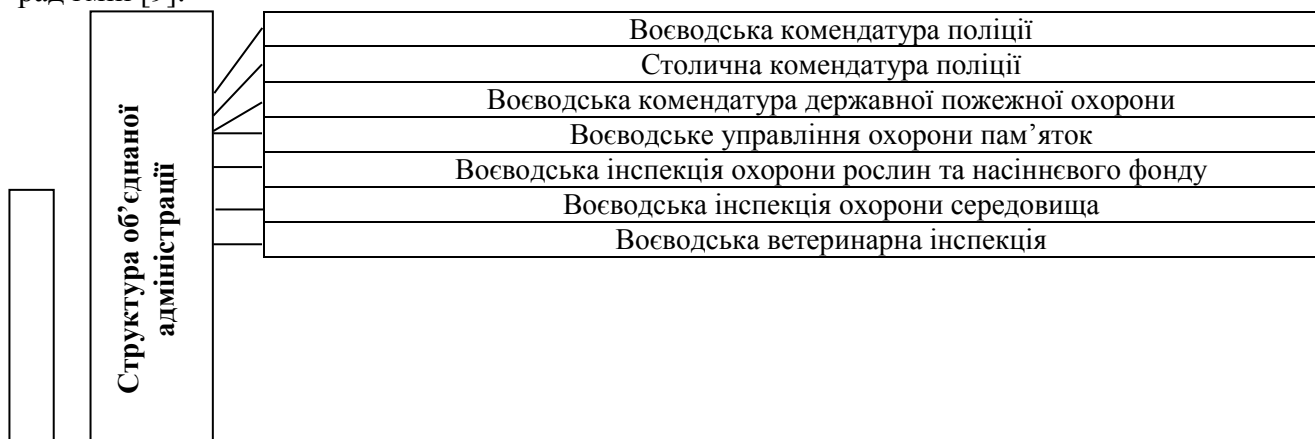 Воєводська комендатура поліції
Столична комендатура поліції
Воєводська комендатура державної пожежної охорони
Воєводське управління охорони пам’яток
Воєводська інспекція охорони рослин та насіннєвого фонду
Воєводська інспекція охорони середовища
Воєводська ветеринарна інспекція
Структура об’єднаної
адміністрації